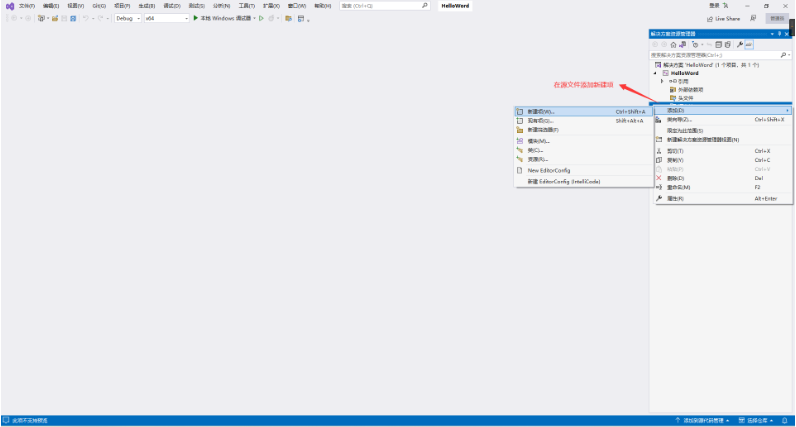 文件(F) 编辑(E) 视图(V) Git(G) 项目(P) 生成(B) 调试(D) 测试(S) 分析(N) 工具(T) 扩展(X) 窗口(W) 帮助(H) 搜索 (Ctrl+Q) HelloWord 登录
Debug x64 本地 Windows 调试器 Live Share
解决方案资源管理器
搜索解决方案资源管理器(Ctrl+;)
解决方案 'HelloWord' (1 个项目, 共 1 个)
HelloWord
引用
外部依赖项
头文件
在源文件添加新建项
添加(D)
类向导(Z)... Ctrl+Shift+X
限定为此范围(S)
新建解决方案资源管理器视图(N)
剪切(T) Ctrl+X
复制(Y) Ctrl+C
粘贴(P) Ctrl+V
删除(D) Del
重命名(M) F2
属性(R) Alt+Enter
新建项(W)... Ctrl+Shift+A
现有项(G)... Shift+Alt+A
新建筛选器(F)
模块(M)...
类(C)...
资源(R)...
New EditorConfig
新建 EditorConfig (IntelliCode)
此项不支持预览
添加到源代码管理 选择仓库